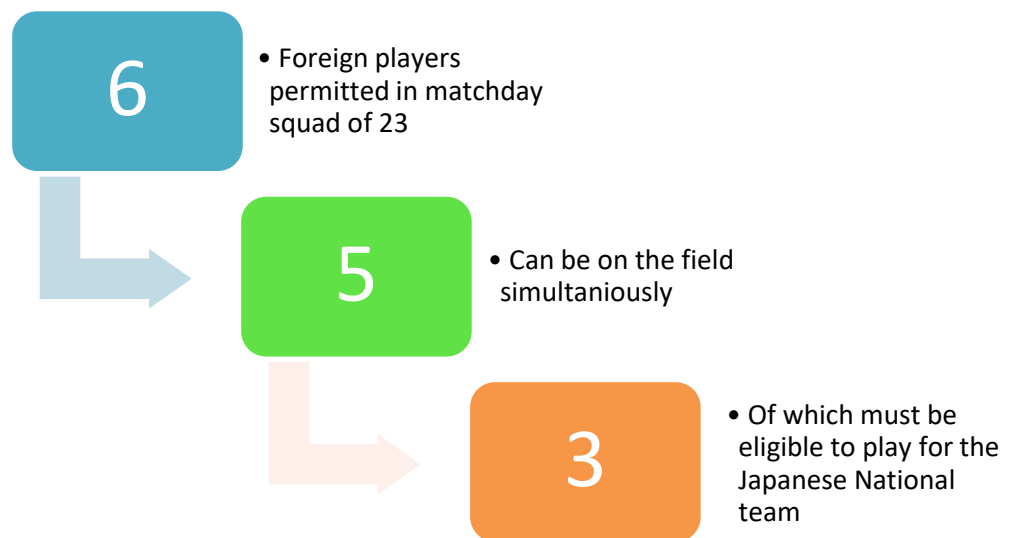 6
• Foreign players
permitted in matchday
squad of 23
5
• Can be on the field
simultaniously
3
• Of which must be
eligible to play for the
Japanese National
team